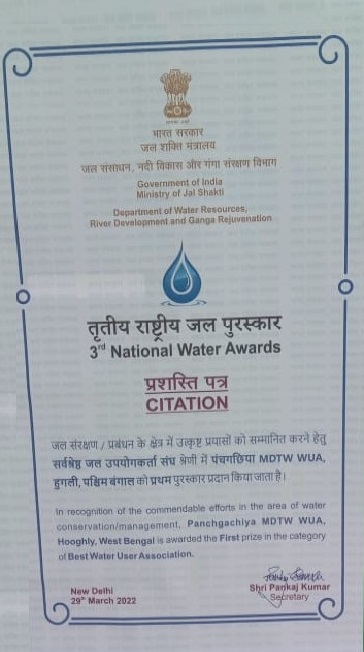 भारत सरकार
जल शक्ति मंत्रालय
जल संसाधन, नदी विकास और गंगा संरक्षण विभाग
Government of India
Ministry of Jal Shakti
Department of Water Resources,
River Development and Ganga Rejuvenation
तृतीय राष्ट्रीय जल पुरस्कार
3rd National Water Awards
प्रशस्ति पत्र
CITATION
जल संरक्षण / प्रबंधन के क्षेत्र में उत्कृष्ट प्रयासों को सम्मानित करने हेतु
सर्वश्रेष्ठ जल उपयोगकर्ता संघ श्रेणी में पंचगछिया MDTW WUA,
हुगली, पश्चिम बंगाल को प्रथम पुरस्कार प्रदान किया जाता है।
In recognition of the commendable efforts in the area of water
conservation/management, Panchgachiya MDTW WUA,
Hooghly, West Bengal is awarded the First prize in the category
of Best Water User Association.
New Delhi
29th March 2022
Shri Pankaj Kumar
Secretary